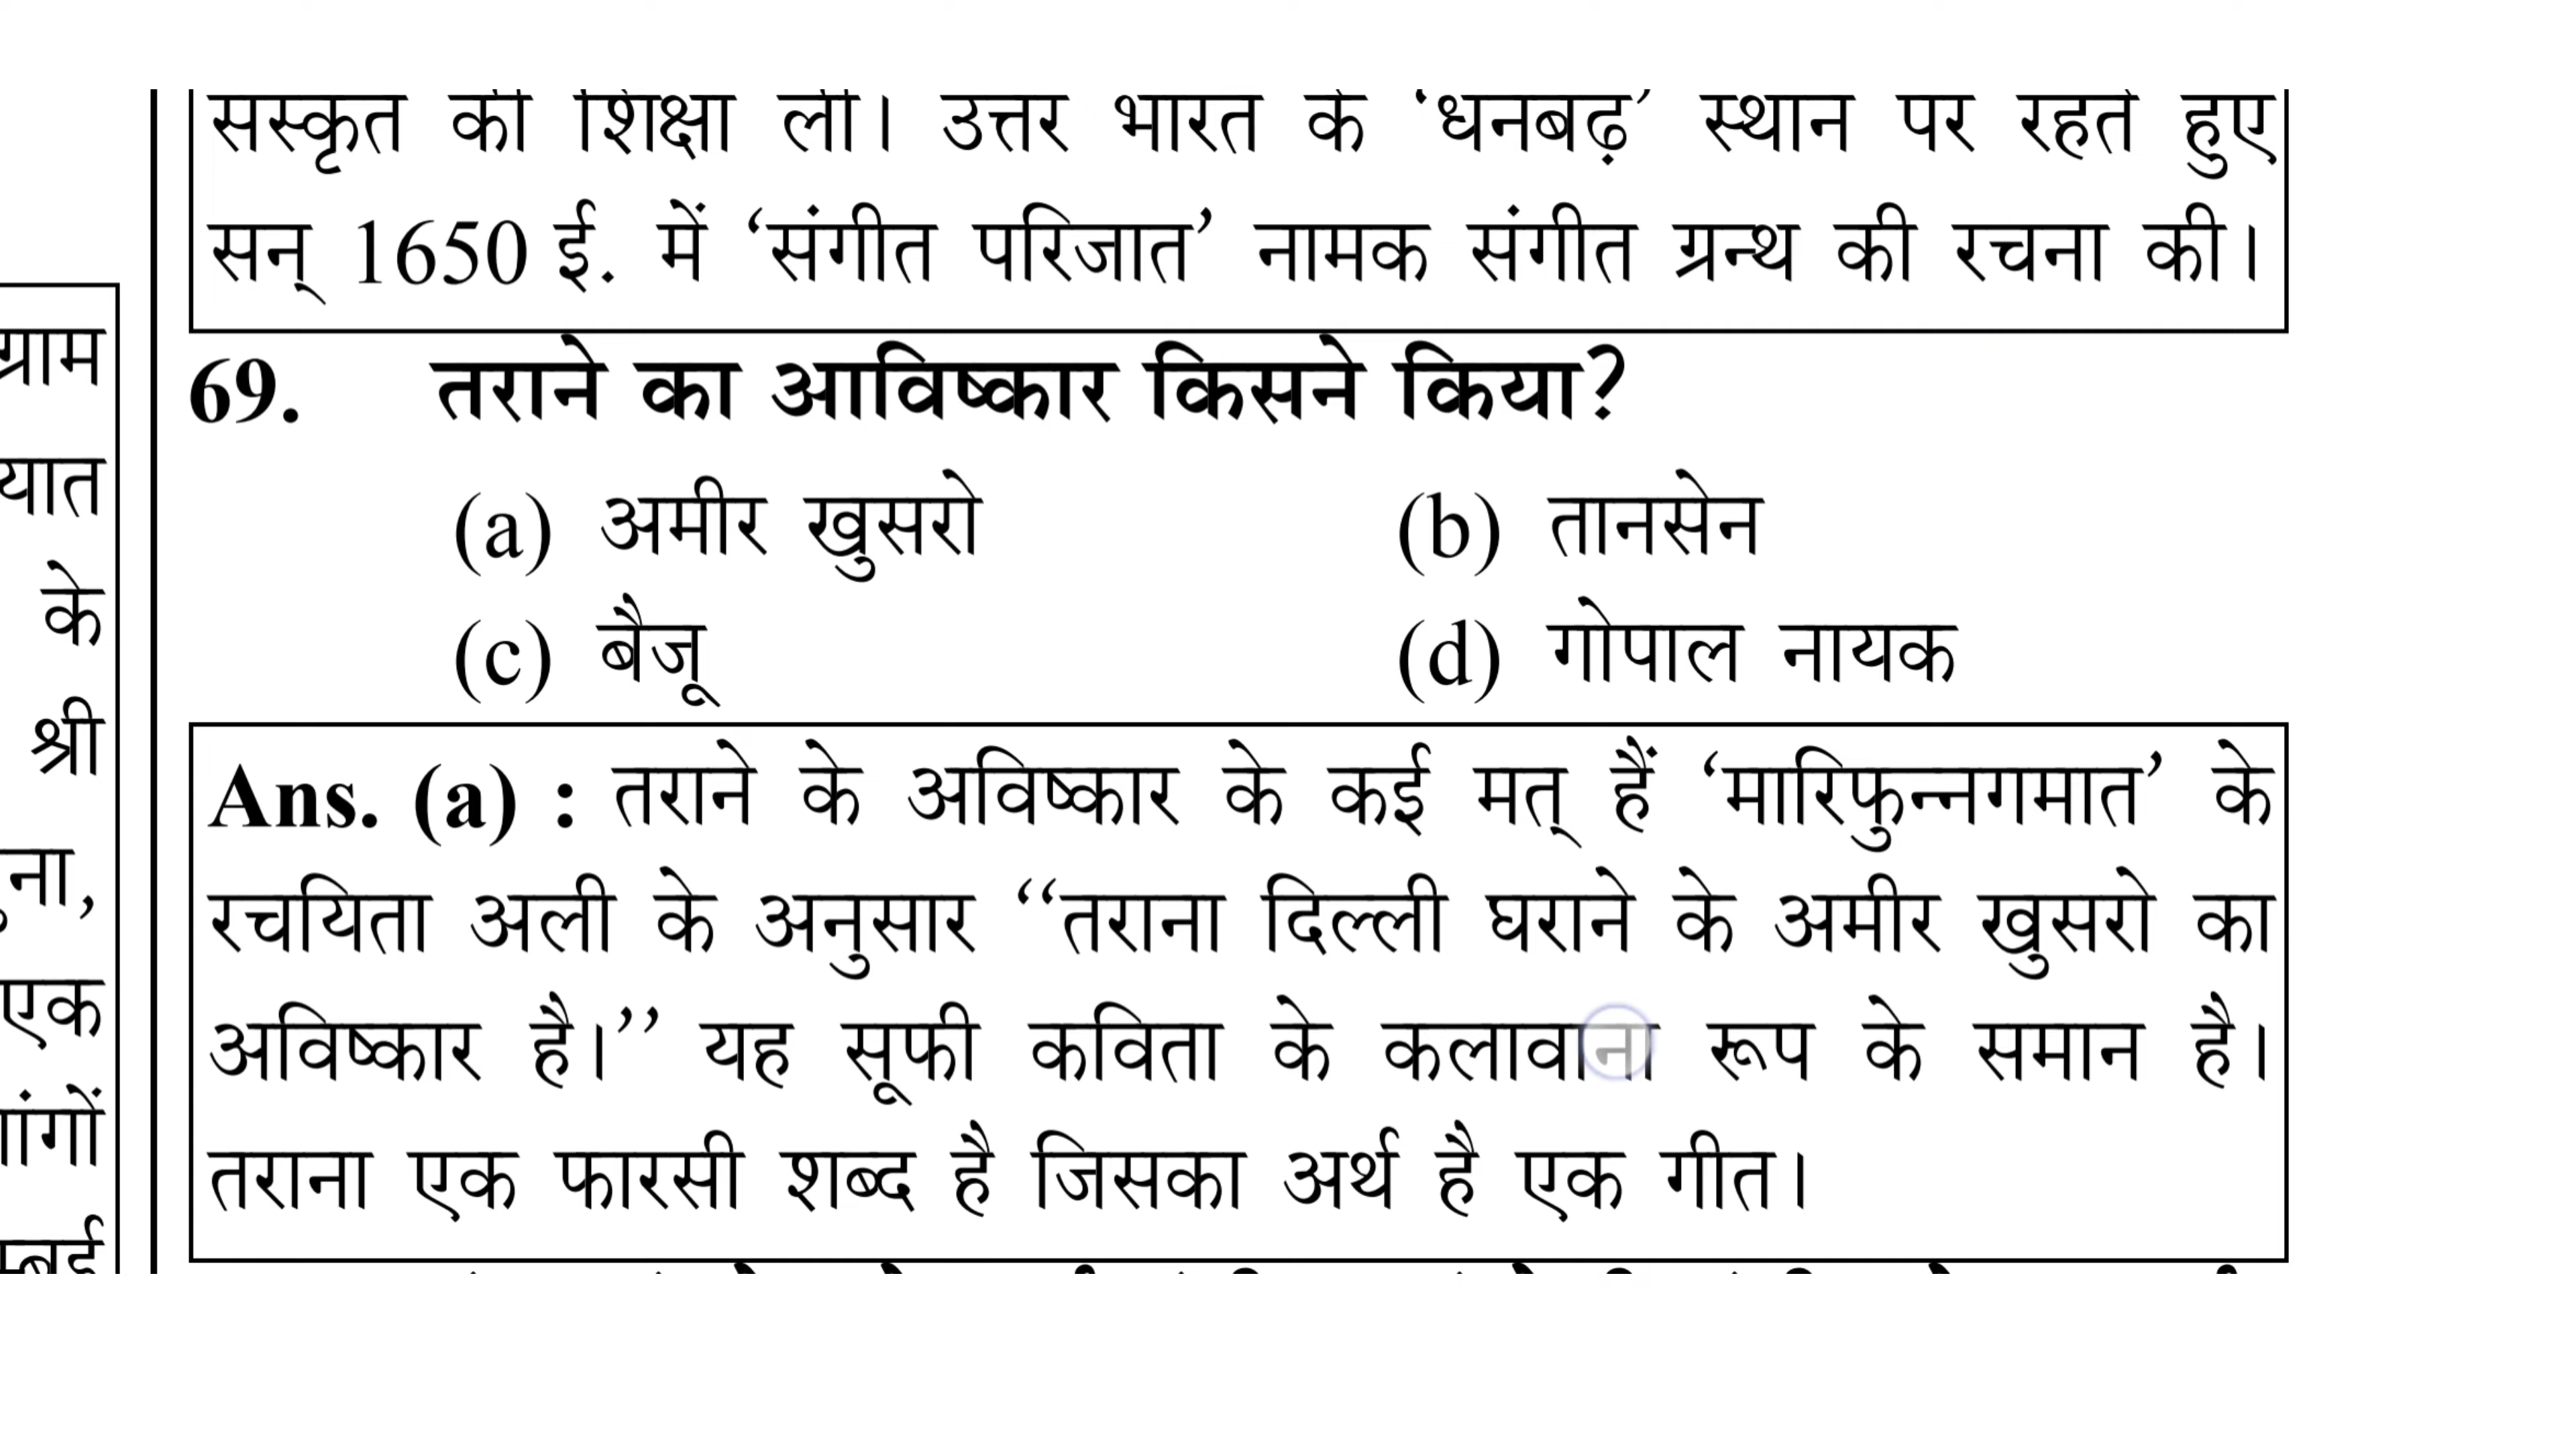 संस्कृत की शिक्षा ली। उत्तर भारत के ‘धनबढ़’ स्थान पर रहते हुए
सन् 1650 ई. में ‘संगीत परिजात’ नामक संगीत ग्रन्थ की रचना की।
69. तराने का आविष्कार किसने किया?
(a) अमीर खुसरो (b) तानसेन
(c) बैजू (d) गोपाल नायक
Ans. (a) : तराने के अविष्कार के कई मत् हैं ‘मारिफुन्नगमात’ के
रचयिता अली के अनुसार ‘‘तराना दिल्ली घराने के अमीर खुसरो का
अविष्कार है।’’ यह सूफी कविता के कलावाना रूप के समान है।
तराना एक फारसी शब्द है जिसका अर्थ है एक गीत।
ग्राम
के
श्री
एक